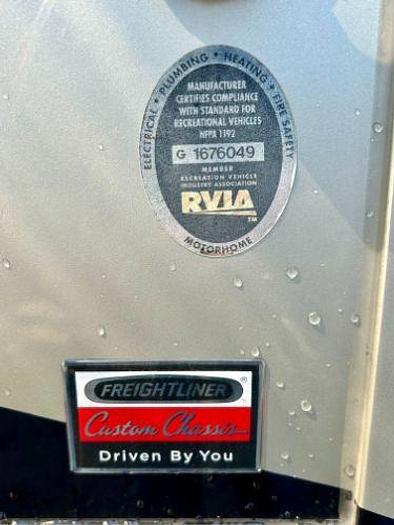 ELECTRICAL • PLUMBING • HEATING • FIRE SAFETY
MANUFACTURER
CERTIFIES COMPLIANCE
WITH STANDARD FOR
RECREATIONAL VEHICLES
NFPA 1192
G 1676049
MEMBER
RECREATION VEHICLE
INDUSTRY ASSOCIATION
RVIA
TM
MOTORHOME
FREIGHTLINER®
Custom Chassis
Driven By You